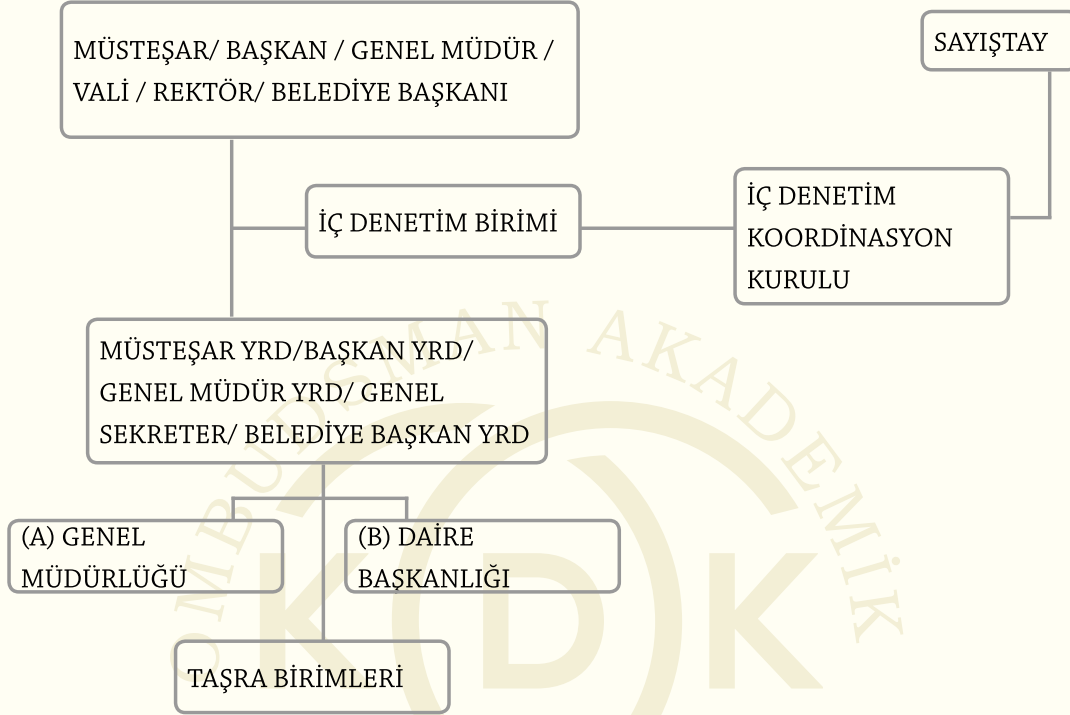 MÜSTEŞAR/ BAŞKAN / GENEL MÜDÜR /
VALİ / REKTÖR/ BELEDİYE BAŞKANI
SAYIŞTAY
İÇ DENETİM BİRİMİ
İÇ DENETİM
KOORDİNASYON
KURULU
MÜSTEŞAR YRD/BAŞKAN YRD/
GENEL MÜDÜR YRD/ GENEL
SEKRETER/ BELEDİYE BAŞKAN YRD
(A) GENEL
MÜDÜRLÜĞÜ
(B) DAİRE
BAŞKANLIĞI
TAŞRA BİRİMLERİ
OMBUDSMAN AKADEMİK
KDK